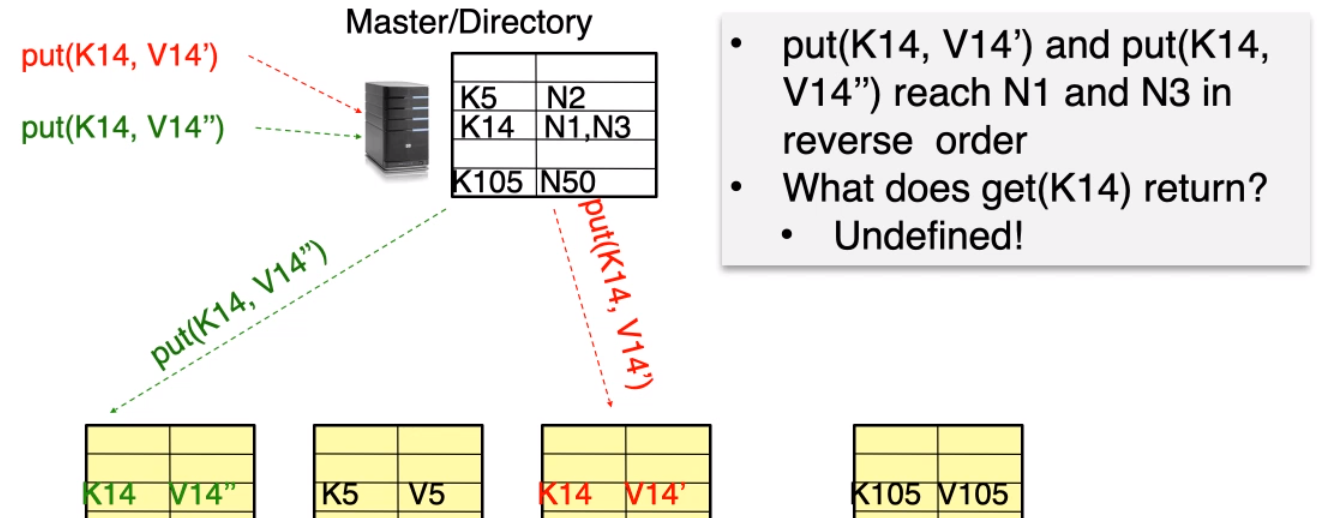 Master/Directory
put(K14, V14’)
put(K14, V14”)
K5 N2
K14 N1,N3
K105 N50
• put(K14, V14’) and put(K14,
V14”) reach N1 and N3 in
reverse order
• What does get(K14) return?
• Undefined!
put(K14, V14”)
put(K14, V14’)
K14 V14”
K5 V5
K14 V14’
K105 V105